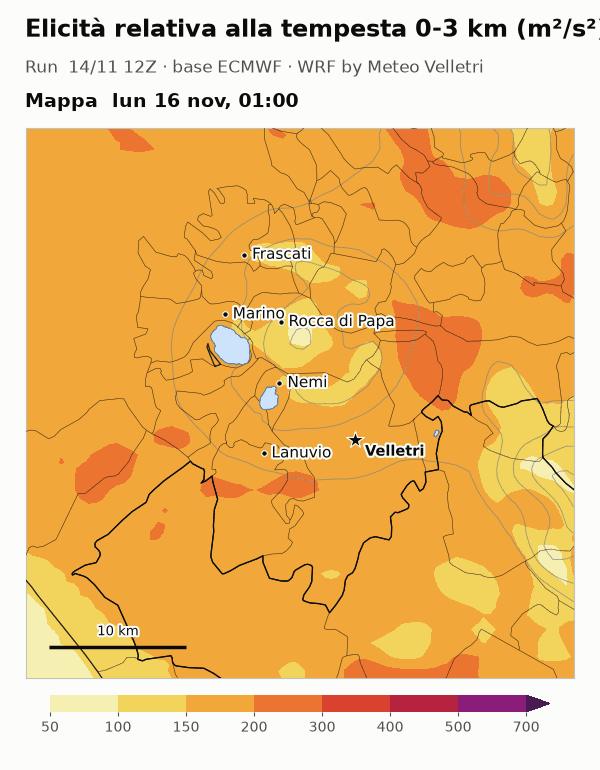 Elicità relativa alla tempesta 0-3 km (m²/s²)
Run 14/11 12Z · base ECMWF · WRF by Meteo Velletri
Mappa lun 16 nov, 01:00
Frascati
Marino
Rocca di Papa
Nemi
Velletri
Lanuvio
10 km
50 100 150 200 300 400 500 700